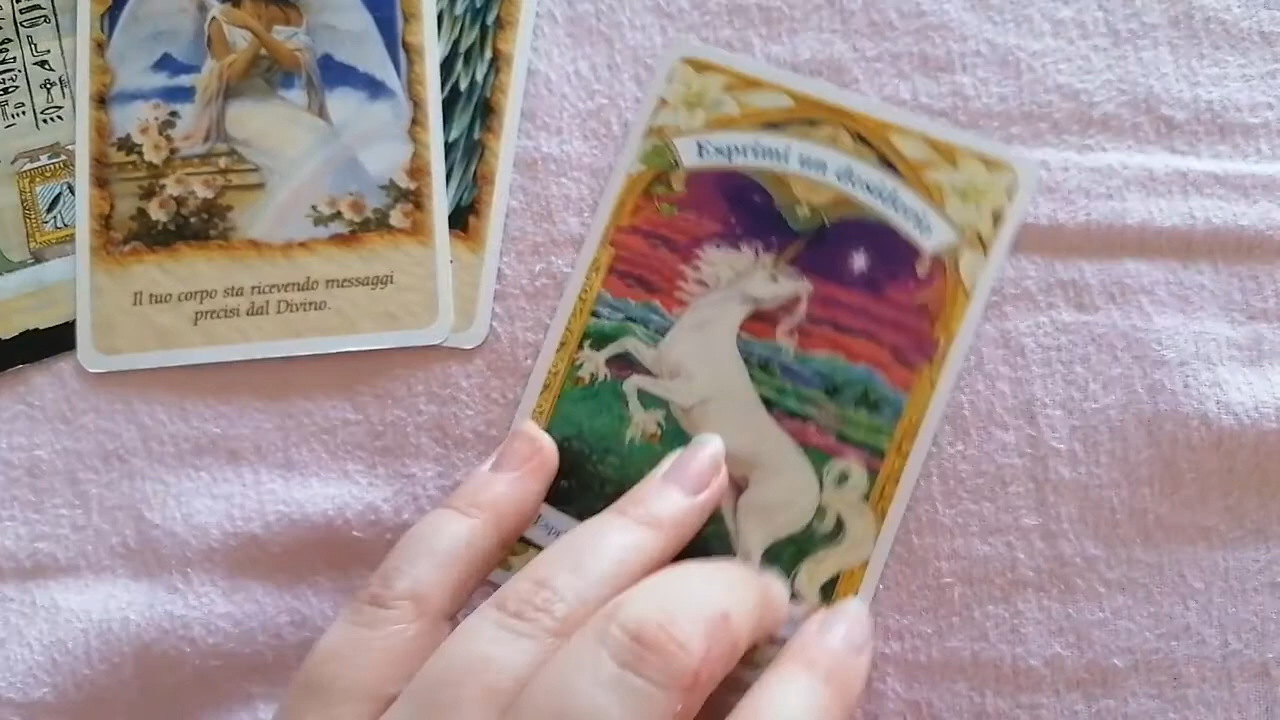 Il tuo corpo sta ricevendo messaggi
precisi dal Divino.
Esprimi un desiderio